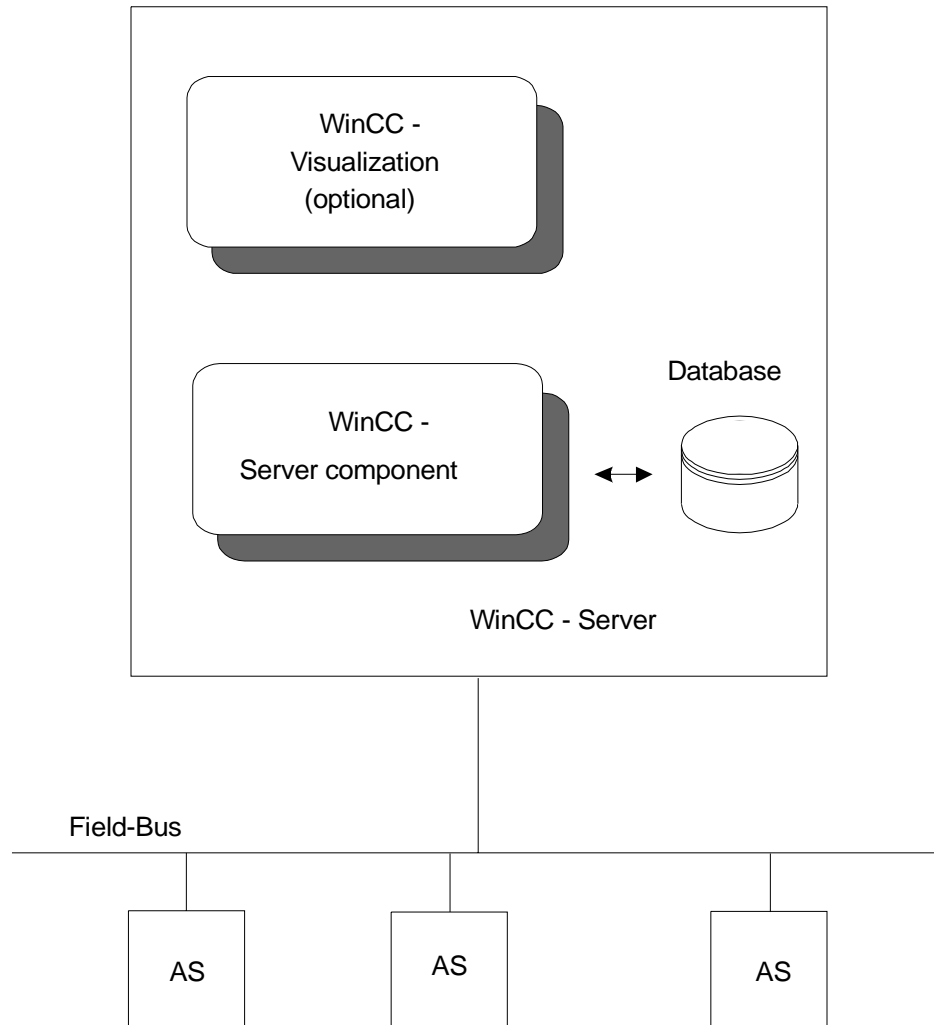 WinCC -
Visualization
(optional)
Database
WinCC -
Server component
WinCC - Server
Field-Bus
AS
AS
AS